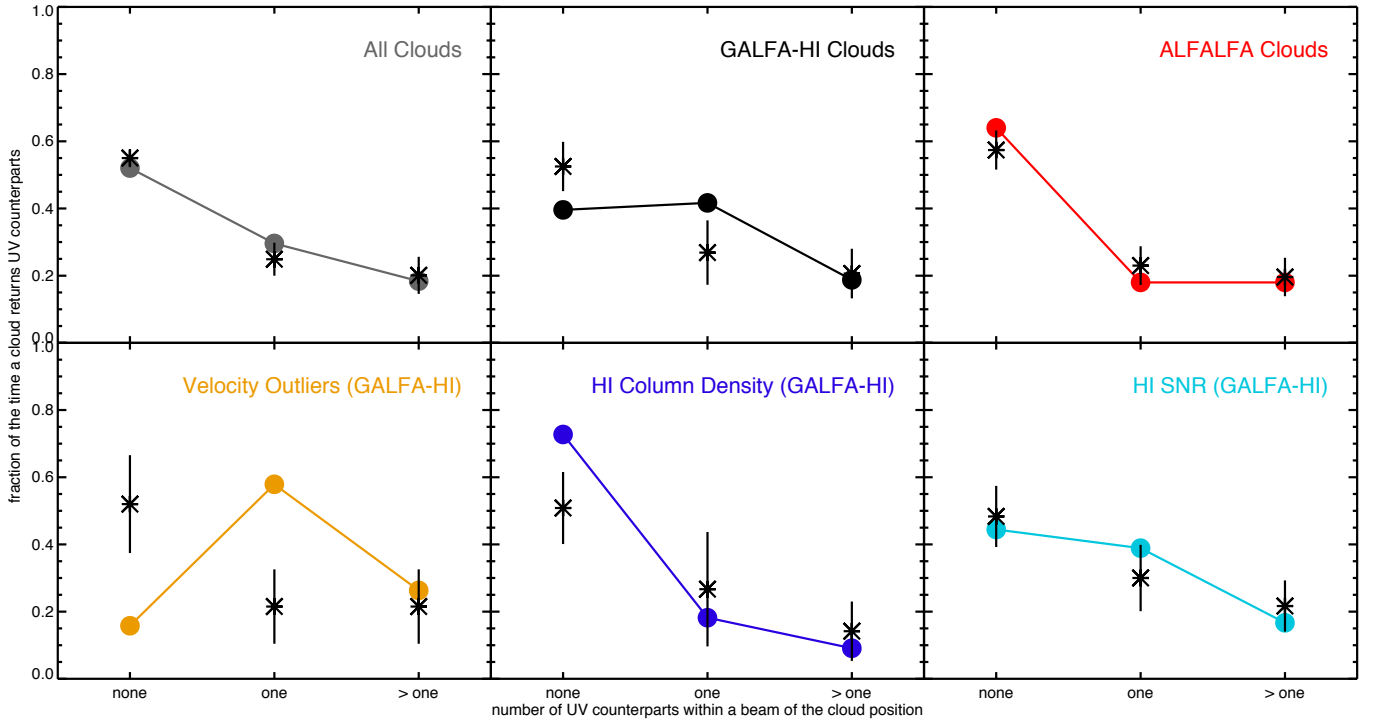 fraction of the time a cloud returns UV counterparts
1.0
0.8
0.6
0.4
0.2
0.0
All Clouds
GALFA-HI Clouds
ALFALFA Clouds
1.0
0.8
0.6
0.4
0.2
0.0
Velocity Outliers (GALFA-HI)
HI Column Density (GALFA-HI)
HI SNR (GALFA-HI)
none one > one none one > one none one > one
number of UV counterparts within a beam of the cloud position